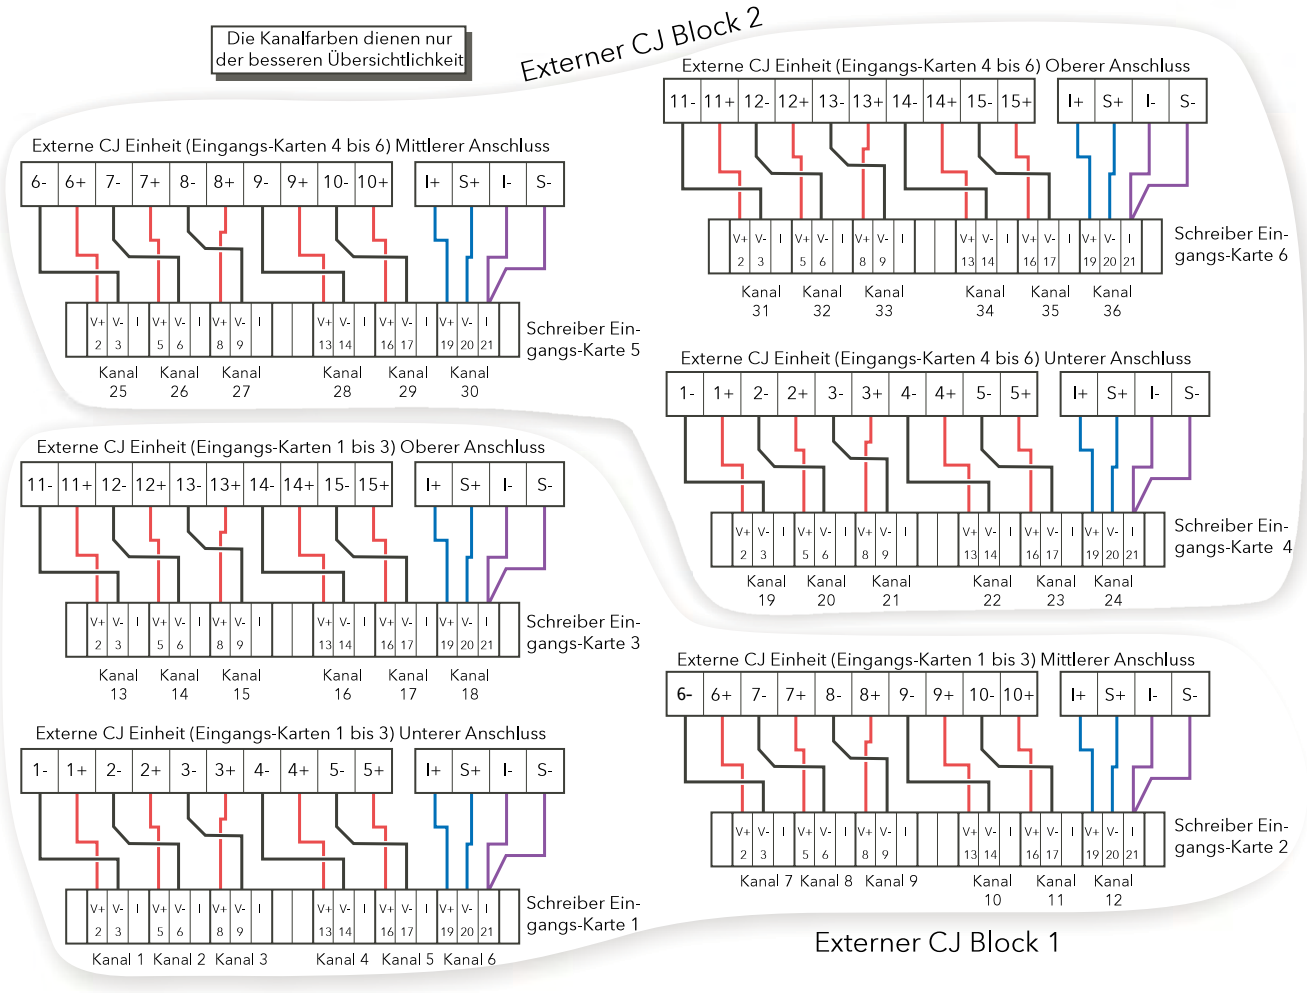 Die Kanalfarben dienen nur
der besseren Übersichtlichkeit
Externer CJ Block 2
Externe CJ Einheit (Eingangs-Karten 4 bis 6) Oberer Anschluss
11- 11+ 12- 12+ 13- 13+ 14- 14+ 15- 15+ I+ S+ I- S-
V+ V- I V+ V- I V+ V- I V+ V- I V+ V- I V+ V- I
2 3 5 6 8 9 13 14 16 17 19 20 21
Schreiber Ein-
gangs-Karte 6
Kanal Kanal Kanal Kanal Kanal Kanal
31 32 33 34 35 36
Externe CJ Einheit (Eingangs-Karten 4 bis 6) Mittlerer Anschluss
6- 6+ 7- 7+ 8- 8+ 9- 9+ 10- 10+ I+ S+ I- S-
V+ V- I V+ V- I V+ V- I V+ V- I V+ V- I V+ V- I
2 3 5 6 8 9 13 14 16 17 19 20 21
Schreiber Ein-
gangs-Karte 5
Kanal Kanal Kanal Kanal Kanal Kanal
25 26 27 28 29 30
Externe CJ Einheit (Eingangs-Karten 4 bis 6) Unterer Anschluss
1- 1+ 2- 2+ 3- 3+ 4- 4+ 5- 5+ I+ S+ I- S-
V+ V- I V+ V- I V+ V- I V+ V- I V+ V- I V+ V- I
2 3 5 6 8 9 13 14 16 17 19 20 21
Schreiber Ein-
gangs-Karte 4
Kanal Kanal Kanal Kanal Kanal Kanal
19 20 21 22 23 24
Externe CJ Einheit (Eingangs-Karten 1 bis 3) Oberer Anschluss
11- 11+ 12- 12+ 13- 13+ 14- 14+ 15- 15+ I+ S+ I- S-
V+ V- I V+ V- I V+ V- I V+ V- I V+ V- I V+ V- I
2 3 5 6 8 9 13 14 16 17 19 20 21
Schreiber Ein-
gangs-Karte 3
Kanal Kanal Kanal Kanal Kanal Kanal
13 14 15 16 17 18
Externe CJ Einheit (Eingangs-Karten 1 bis 3) Mittlerer Anschluss
6- 6+ 7- 7+ 8- 8+ 9- 9+ 10- 10+ I+ S+ I- S-
V+ V- I V+ V- I V+ V- I V+ V- I V+ V- I V+ V- I
2 3 5 6 8 9 13 14 16 17 19 20 21
Schreiber Ein-
gangs-Karte 2
Kanal 7 Kanal 8 Kanal 9 Kanal Kanal Kanal
10 11 12
Externe CJ Einheit (Eingangs-Karten 1 bis 3) Unterer Anschluss
1- 1+ 2- 2+ 3- 3+ 4- 4+ 5- 5+ I+ S+ I- S-
V+ V- I V+ V- I V+ V- I V+ V- I V+ V- I V+ V- I
2 3 5 6 8 9 13 14 16 17 19 20 21
Schreiber Ein-
gangs-Karte 1
Kanal 1 Kanal 2 Kanal 3 Kanal 4 Kanal 5 Kanal 6
Externer CJ Block 1